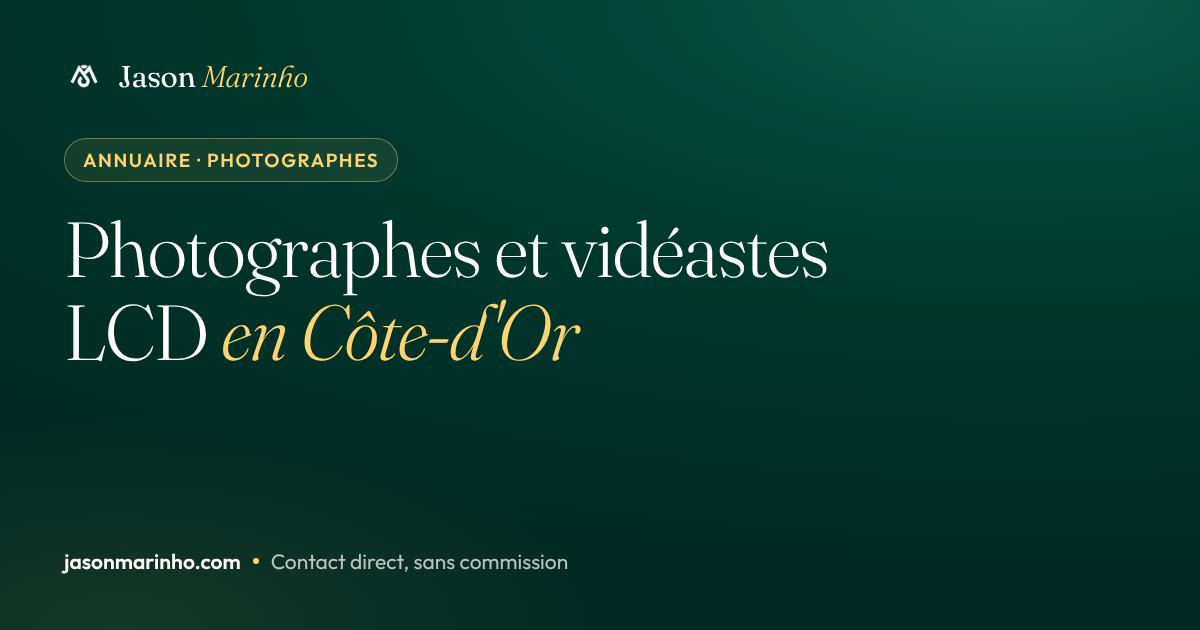 Jason Marinho
ANNUAIRE · PHOTOGRAPHES
Photographes et vidéastes
LCD en Côte-d'Or
jasonmarinho.com • Contact direct, sans commission